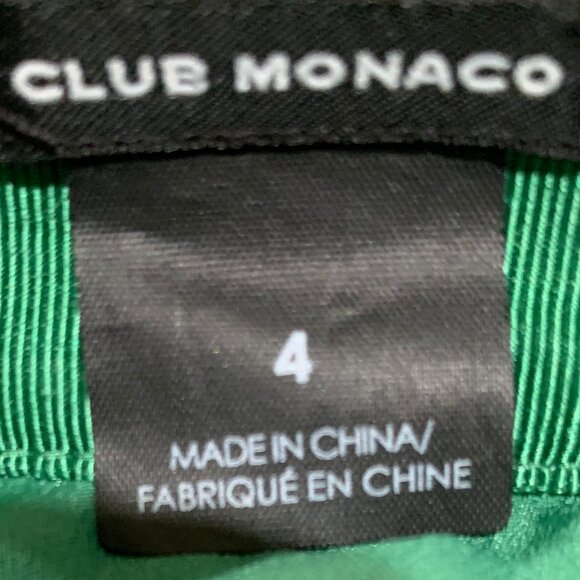 CLUB MONACO
4
MADE IN CHINA/
FABRIQUÉ EN CHINE